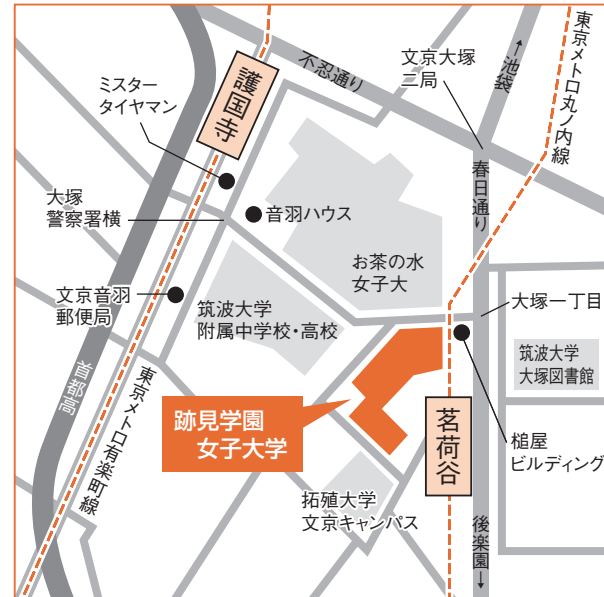 不忍通り
文京大塚
二局
↑池袋
東京メトロ丸ノ内線
ミスター
タイヤマン
護国寺
大塚
警察署横
音羽ハウス
春日通り
お茶の水
女子大
文京音羽
郵便局
筑波大学
附属中学校・高校
大塚一丁目
筑波大学
大塚図書館
首都高
東京メトロ有楽町線
跡見学園
女子大学
茗荷谷
槌屋
ビルディング
拓殖大学
文京キャンパス
後楽園↓